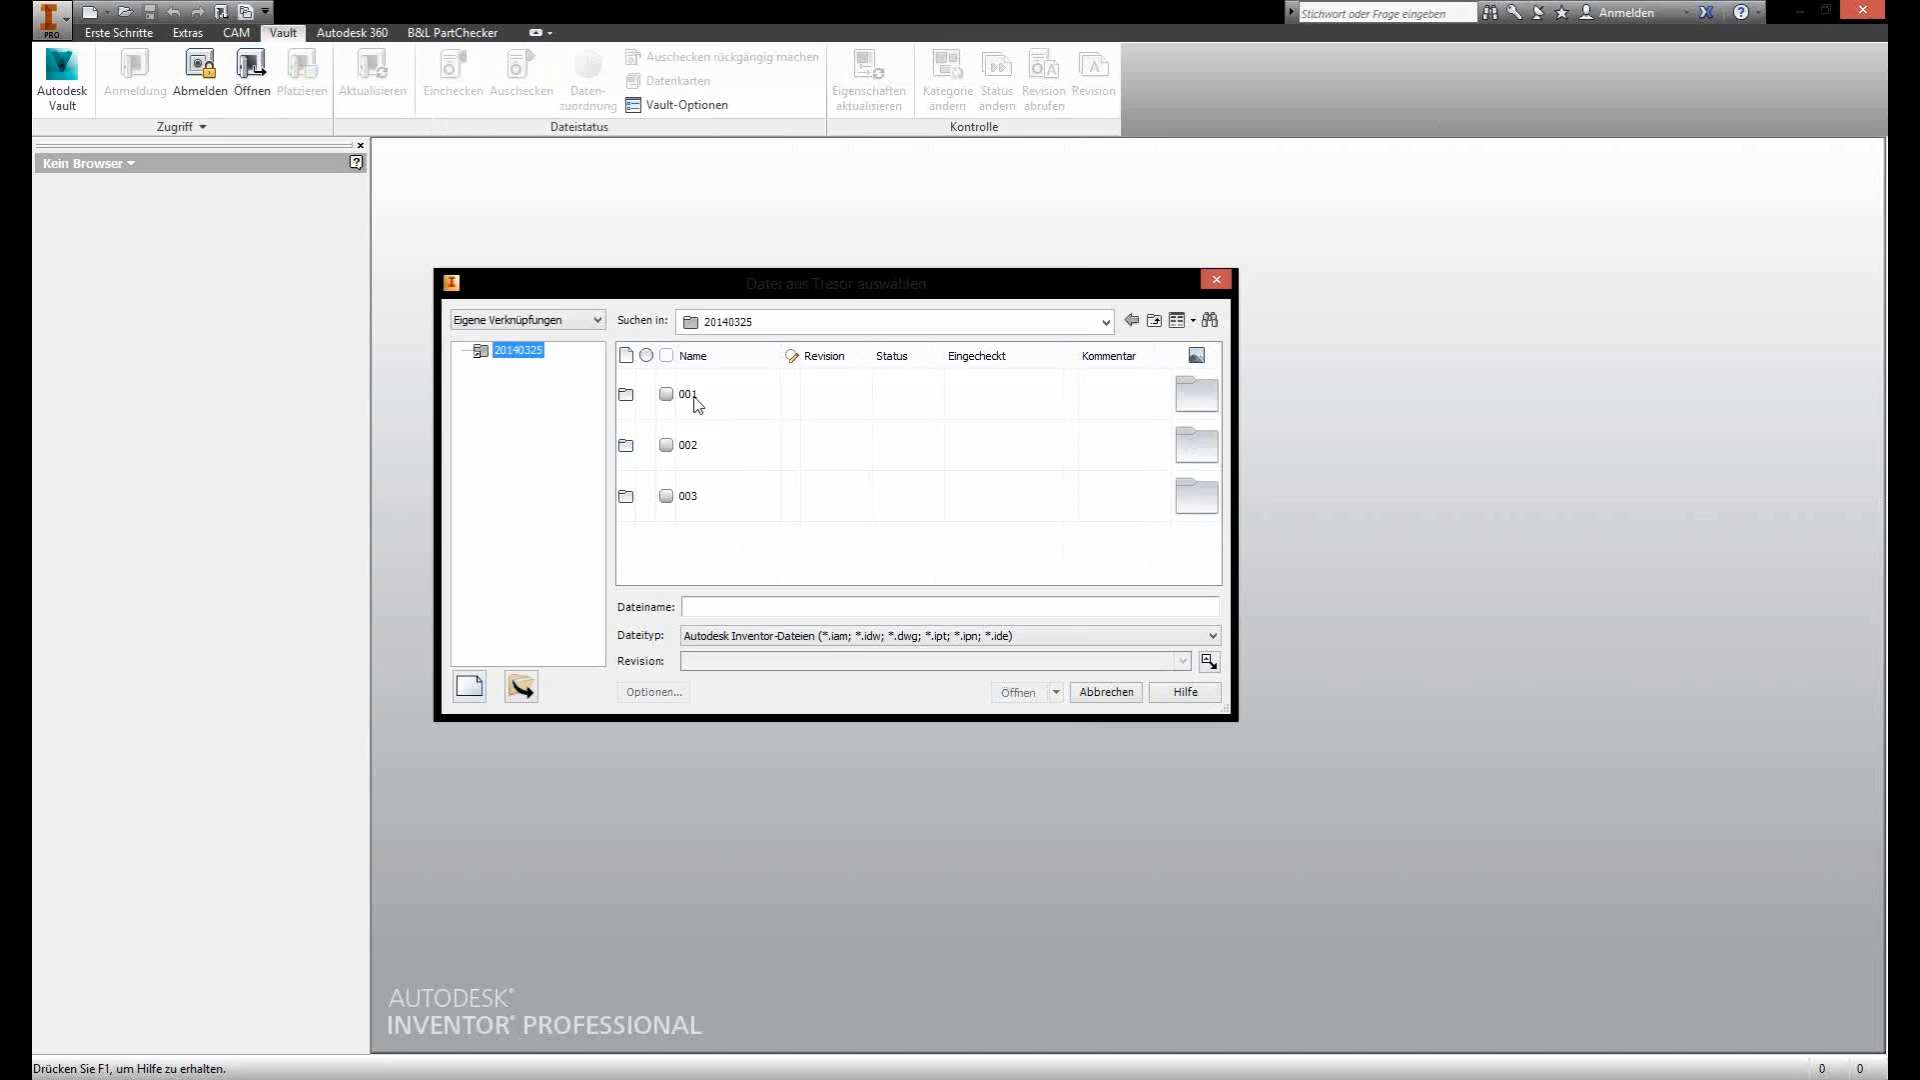 PRO
Stichwort oder Frage eingeben
Anmelden
Erste Schritte Extras CAM Vault Autodesk 360 B&L PartChecker
Autodesk Vault
Anmeldung
Abmelden
Öffnen
Platzieren
Aktualisieren
Einchecken
Auschecken
Daten-
zuordnung
Auschecken rückgängig machen
Datenkarten
Vault-Optionen
Eigenschaften aktualisieren
Kategorie ändern
Status ändern
Revision abrufen
Revision
Zugriff
Dateistatus
Kontrolle
Kein Browser
Datei aus Tresor auswählen
Eigene Verknüpfungen
Suchen in: 20140325
20140325
Name Revision Status Eingecheckt Kommentar
001
002
003
Dateiname:
Dateityp: Autodesk Inventor-Dateien (*.iam; *.idw; *.dwg; *.ipt; *.ipn; *.ide)
Revision:
Optionen... Öffnen Abbrechen Hilfe
AUTODESK®
INVENTOR® PROFESSIONAL
Drücken Sie F1, um Hilfe zu erhalten. 0 0